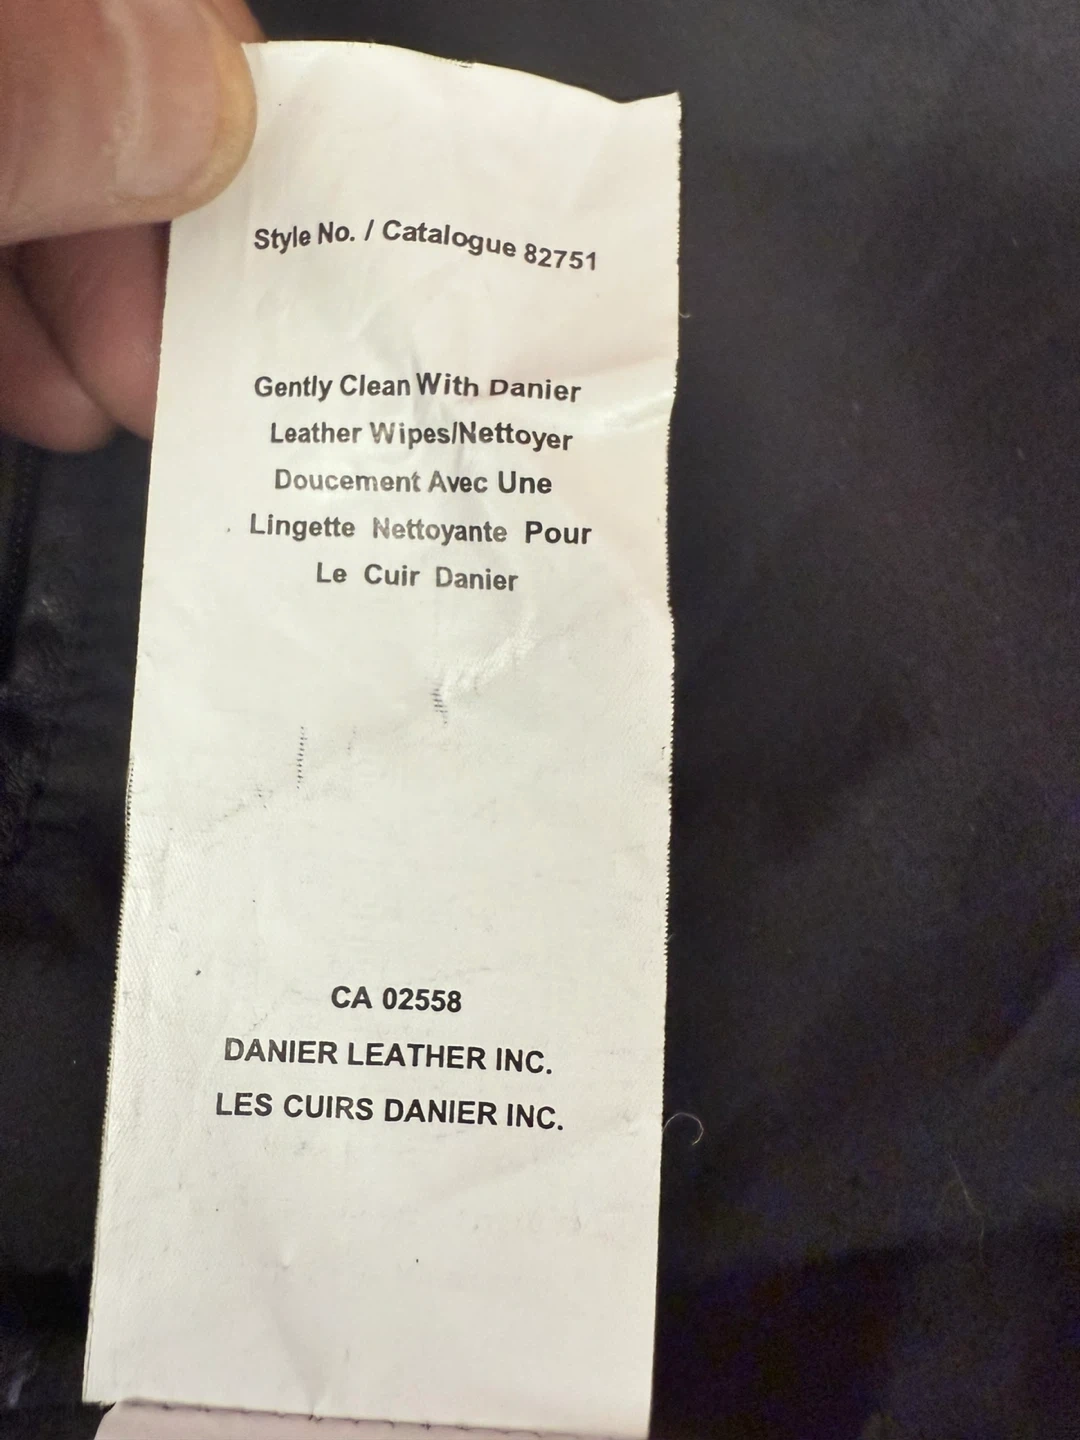 Style No. / Catalogue 82751
Gently Clean With Danier
Leather Wipes/Nettoyer
Doucement Avec Une
Lingette Nettoyante Pour
Le Cuir Danier
CA 02558
DANIER LEATHER INC.
LES CUIRS DANIER INC.